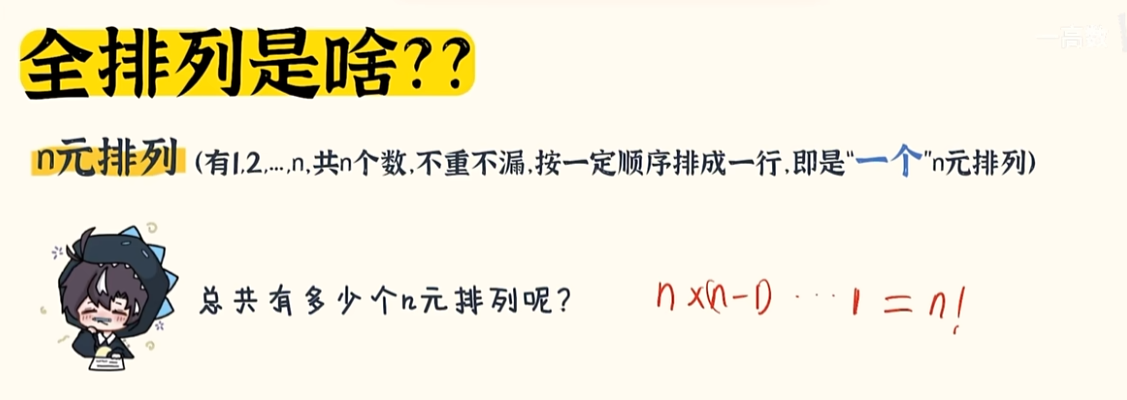 全排列是啥??
n元排列 (有1,2,...,n,共n个数,不重不漏,按一定顺序排成一行,即是“一个”n元排列)
总共有多少个n元排列呢? n×(n-1) ··· 1 = n!